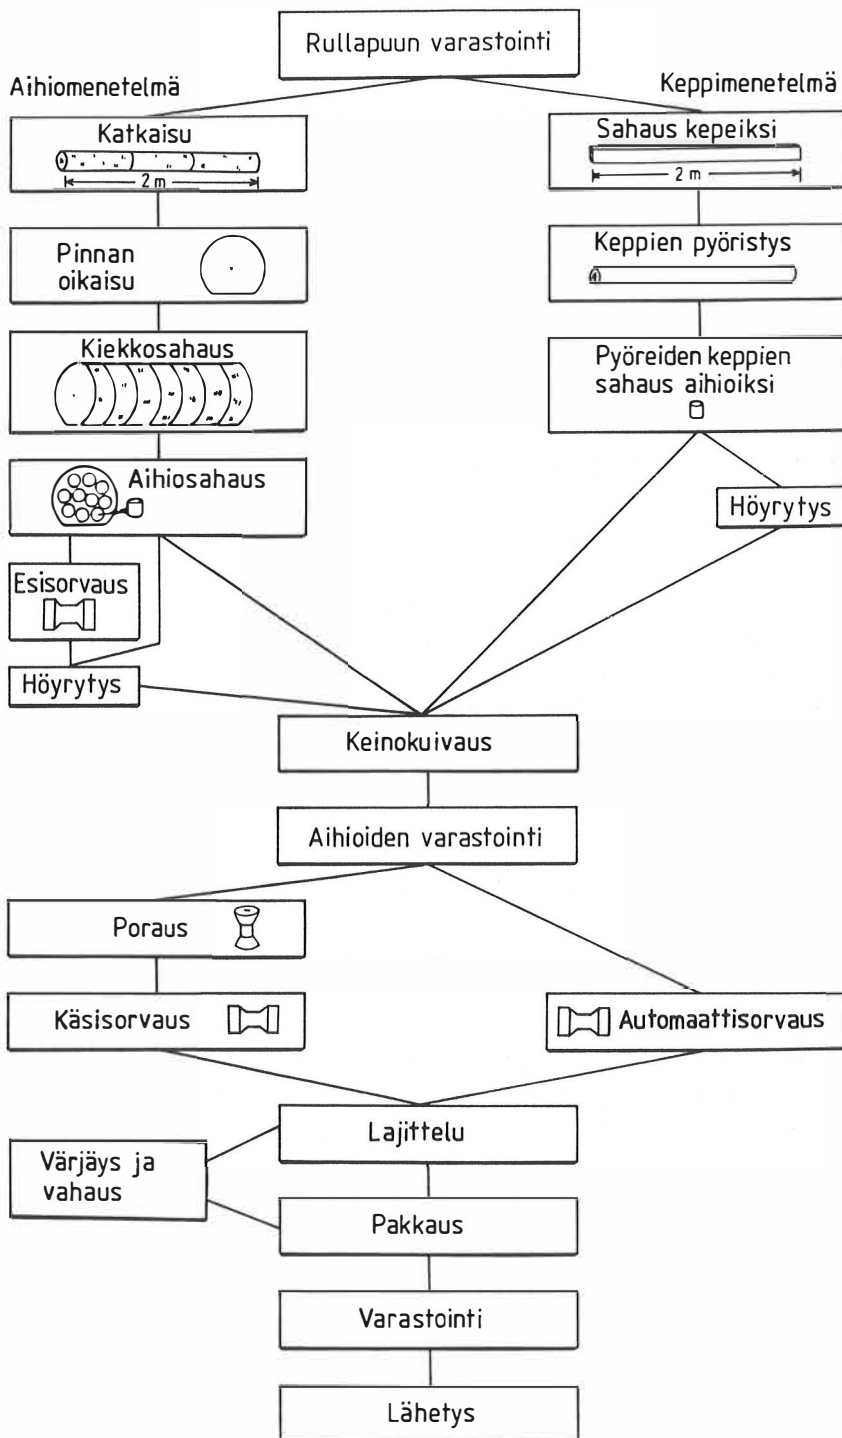 Rullapuun varastointi
Aihiomenetelmä
Keppimenetelmä
Katkaisu
2 m
Sahaus kepeiksi
2 m
Pinnan
oikaisu
Keppien pyöristys
Kiekkosahaus
Pyöreiden keppien
sahaus aihioiksi
Aihiosahaus
Höyrytys
Esisorvaus
Höyrytys
Keinokuivaus
Aihioiden varastointi
Poraus
Käsisorvaus
Automaattisorvaus
Lajittelu
Värjäys ja
vahaus
Pakkaus
Varastointi
Lähetys